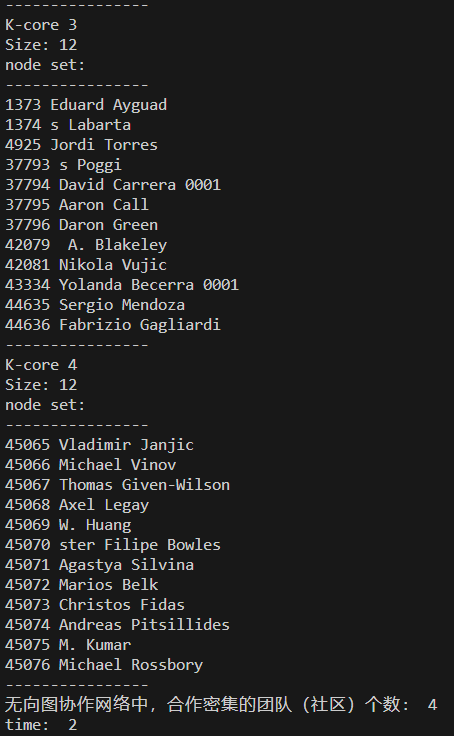 ----------------
K-core 3
Size: 12
node set:
----------------
1373 Eduard Ayguad
1374 s Labarta
4925 Jordi Torres
37793 s Poggi
37794 David Carrera 0001
37795 Aaron Call
37796 Daron Green
42079  A. Blakeley
42081 Nikola Vujic
43334 Yolanda Becerra 0001
44635 Sergio Mendoza
44636 Fabrizio Gagliardi
----------------
K-core 4
Size: 12
node set:
----------------
45065 Vladimir Janjic
45066 Michael Vinov
45067 Thomas Given-Wilson
45068 Axel Legay
45069 W. Huang
45070 ster Filipe Bowles
45071 Agastya Silvina
45072 Marios Belk
45073 Christos Fidas
45074 Andreas Pitsillides
45075 M. Kumar
45076 Michael Rossbory
----------------
无向图协作网络中，合作密集的团队（社区）个数:  4
time:  2